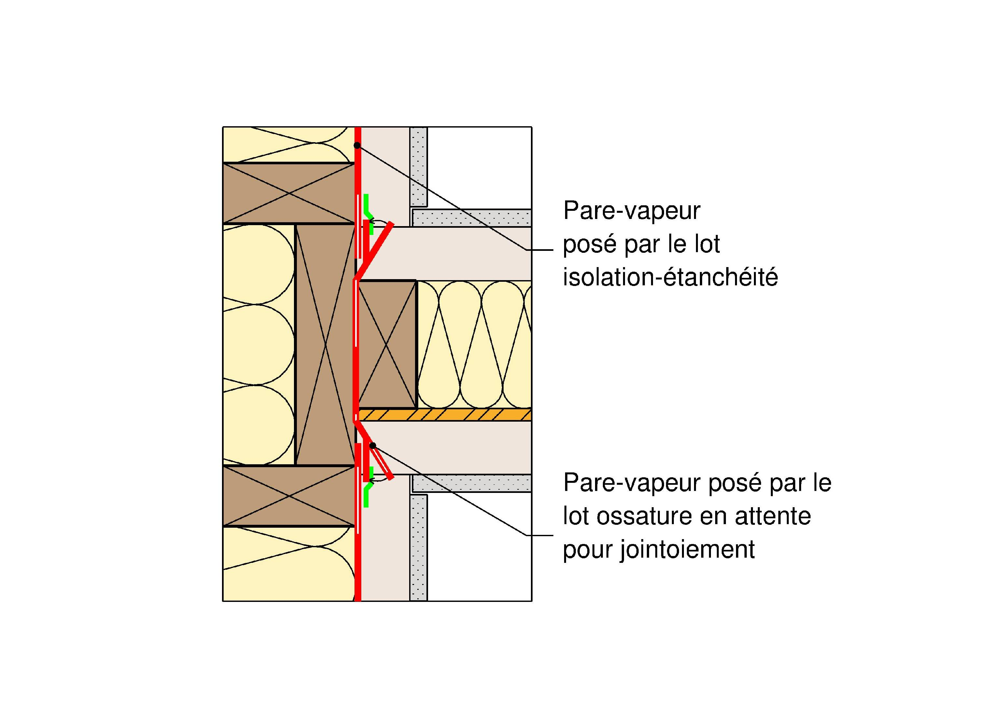 Pare-vapeur
posé par le lot
isolation-étanchéité
Pare-vapeur posé par le
lot ossature en attente
pour jointoiement